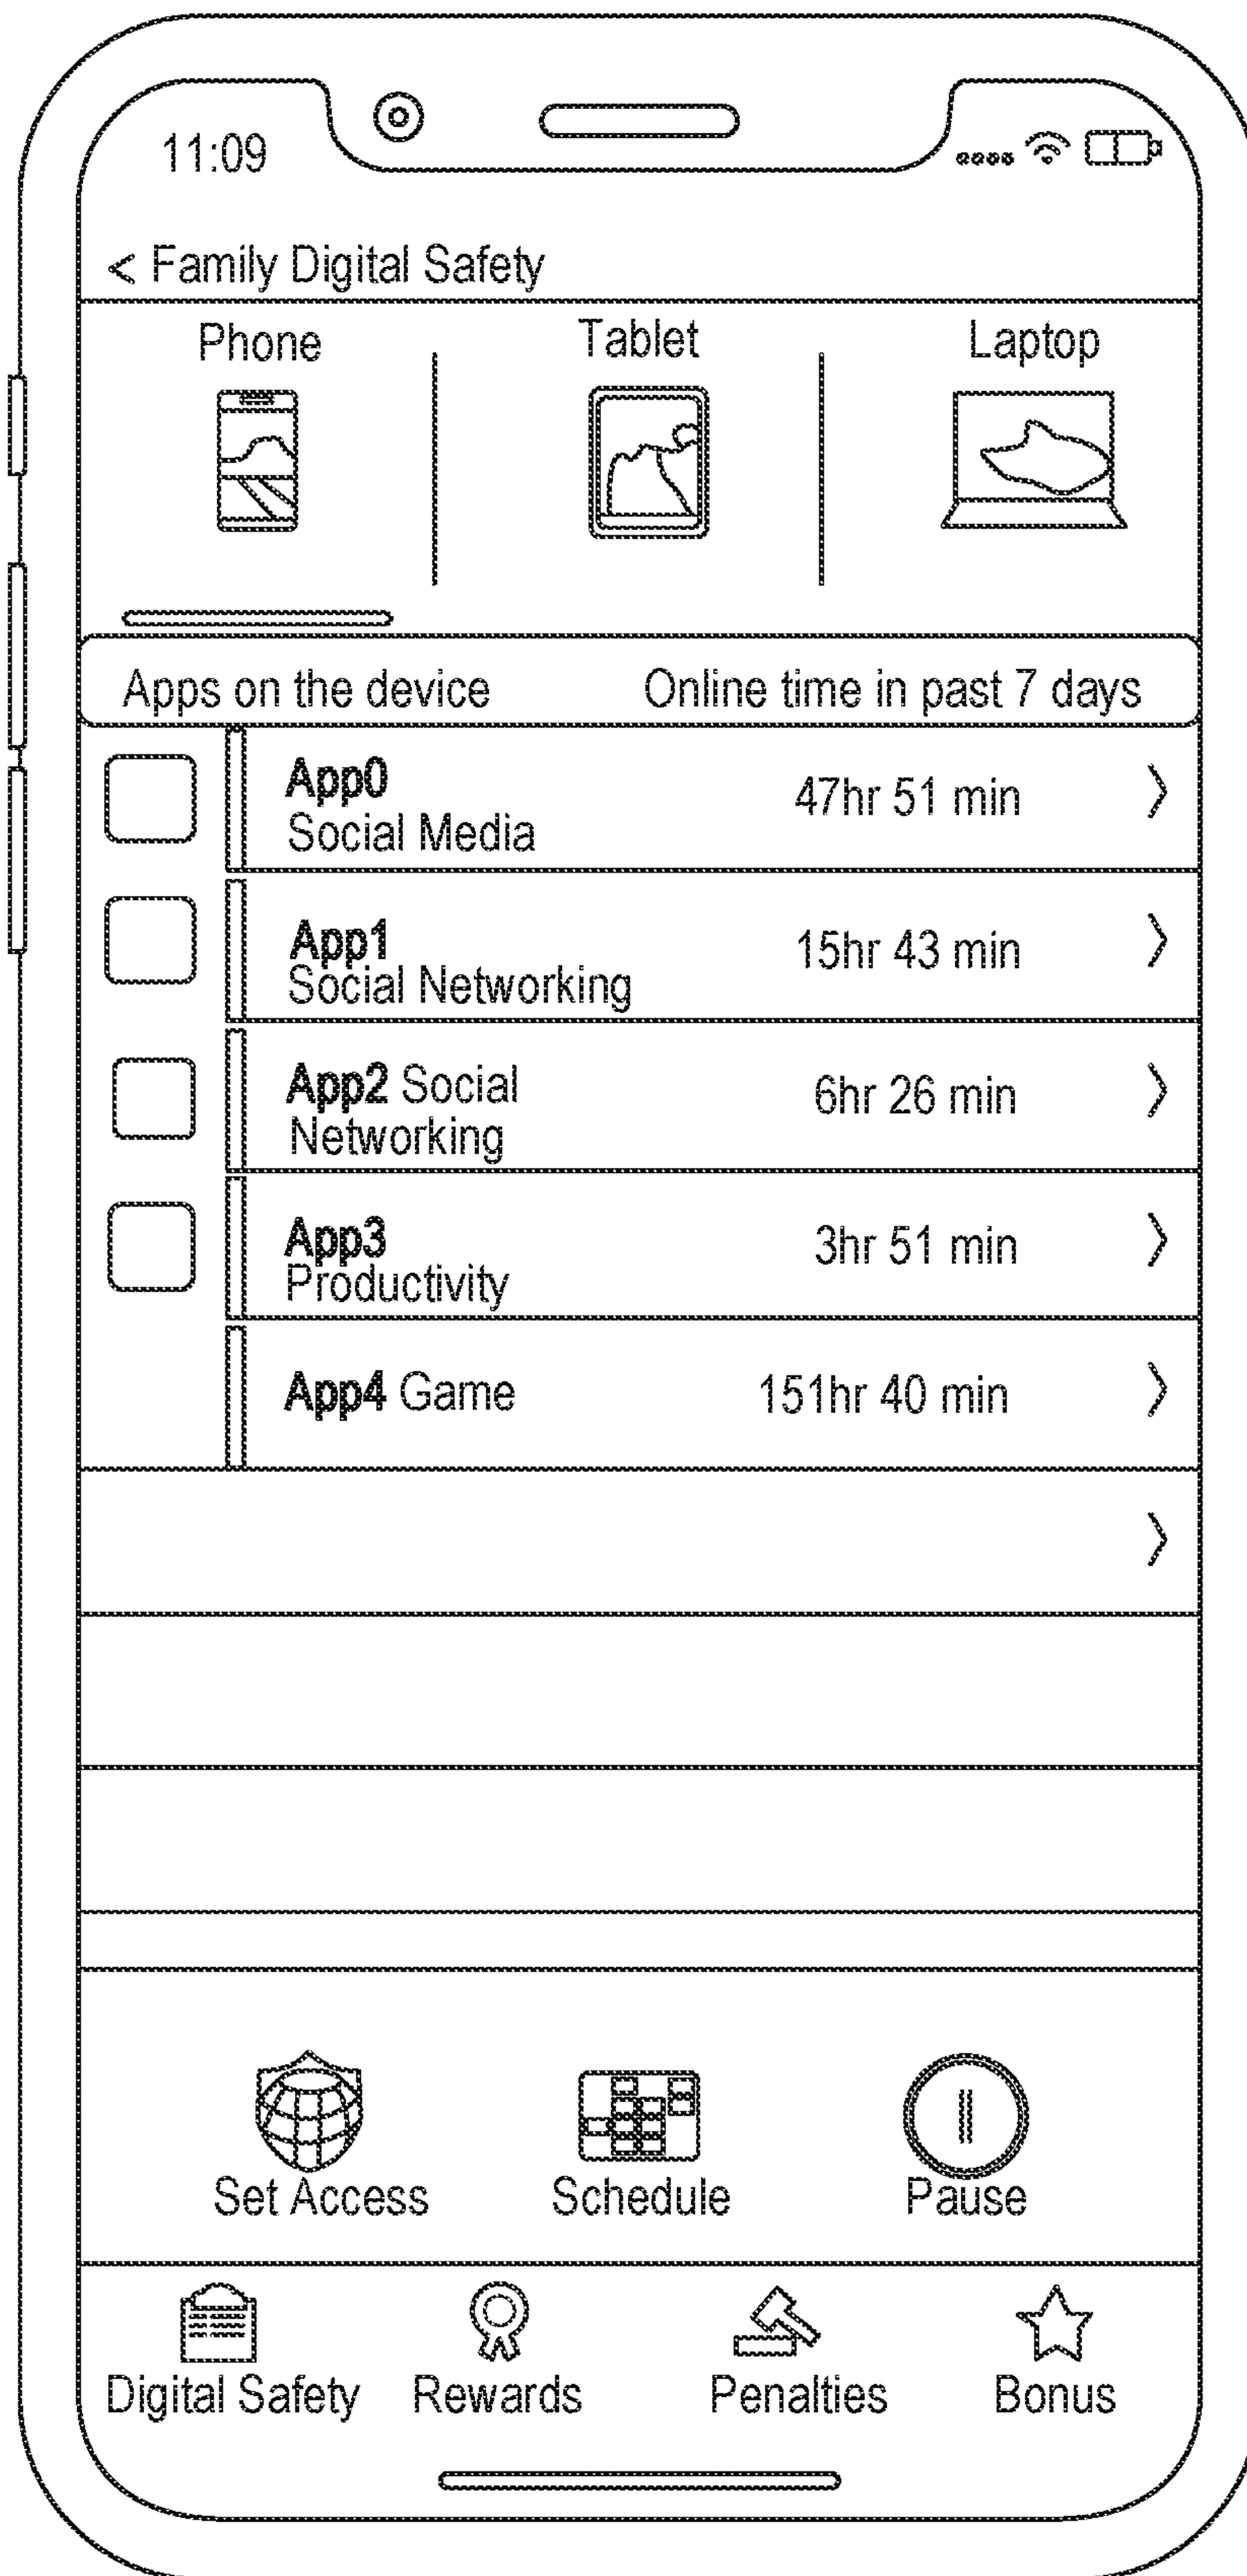 11:09
< Family Digital Safety
Phone Tablet Laptop
Apps on the device Online time in past 7 days
App0
Social Media
47hr 51 min
App1
Social Networking
15hr 43 min
App2 Social
Networking
6hr 26 min
App3
Productivity
3hr 51 min
App4 Game 151hr 40 min
Set Access Schedule Pause
Digital Safety Rewards Penalties Bonus